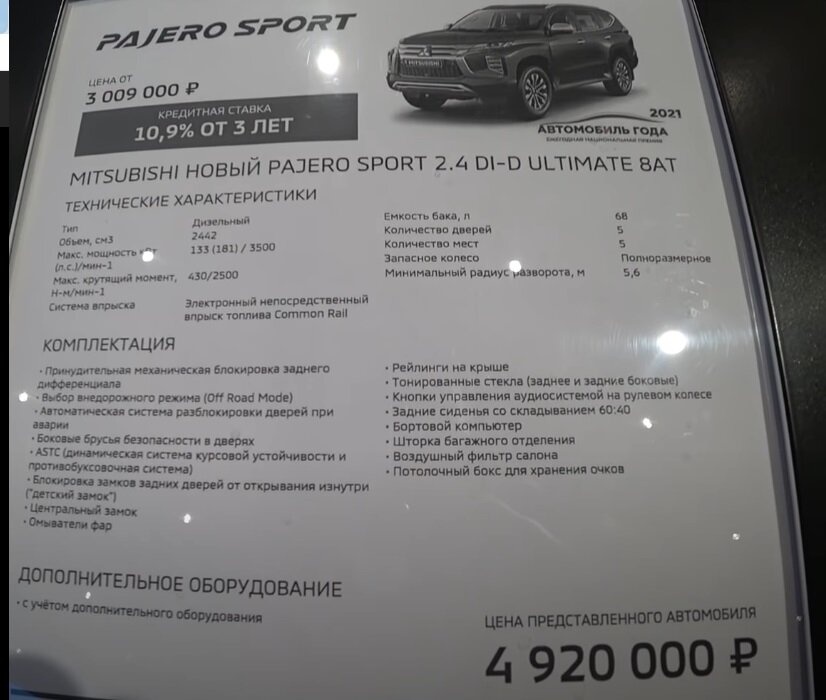 PAJERO SPORT
ЦЕНА ОТ
3 009 000 ₽
КРЕДИТНАЯ СТАВКА
10,9% ОТ 3 ЛЕТ
MITSUBISHI
2021
АВТОМОБИЛЬ ГОДА
ЕЖЕГОДНАЯ НАЦИОНАЛЬНАЯ ПРЕМИЯ
MITSUBISHI НОВЫЙ PAJERO SPORT 2.4 DI-D ULTIMATE 8AT
ТЕХНИЧЕСКИЕ ХАРАКТЕРИСТИКИ
Тип Дизельный
Объем, см3 2442
Макс. мощность кВт 133 (181) / 3500
(л.с.)/мин-1
Макс. крутящий момент, 430/2500
Н-м/мин-1
Система впрыска Электронный непосредственный
впрыск топлива Common Rail
Емкость бака, л 68
Количество дверей 5
Количество мест 5
Запасное колесо Полноразмерное
Минимальный радиус разворота, м 5,6
КОМПЛЕКТАЦИЯ
• Принудительная механическая блокировка заднего
дифференциала
• Выбор внедорожного режима (Off Road Mode)
• Автоматическая система разблокировки дверей при
аварии
• Боковые брусья безопасности в дверях
• ASTC (динамическая система курсовой устойчивости и
противобуксовочная система)
• Блокировка замков задних дверей от открывания изнутри
("детский замок")
• Центральный замок
• Омыватели фар
• Рейлинги на крыше
• Тонированные стекла (заднее и задние боковые)
• Кнопки управления аудиосистемой на рулевом колесе
• Задние сиденья со складыванием 60:40
• Бортовой компьютер
• Шторка багажного отделения
• Воздушный фильтр салона
• Потолочный бокс для хранения очков
ДОПОЛНИТЕЛЬНОЕ ОБОРУДОВАНИЕ
• с учётом дополнительного оборудования
ЦЕНА ПРЕДСТАВЛЕННОГО АВТОМОБИЛЯ
4 920 000 ₽